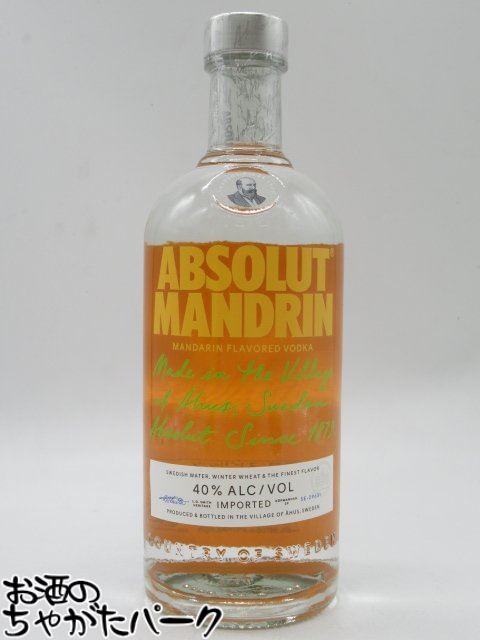 ABSOLUT
MANDRIN
MANDARIN FLAVORED VODKA
Made in the Village
of Åhus, Sweden
Absolut Since 1879
SWEDISH WATER, WINTER WHEAT & THE FINEST FLAVOR
40% ALC/VOL
IMPORTED
PRODUCED & BOTTLED IN THE VILLAGE OF ÅHUS, SWEDEN.
COUNTRY OF SWEDEN
お酒の
ちゃがたパーク